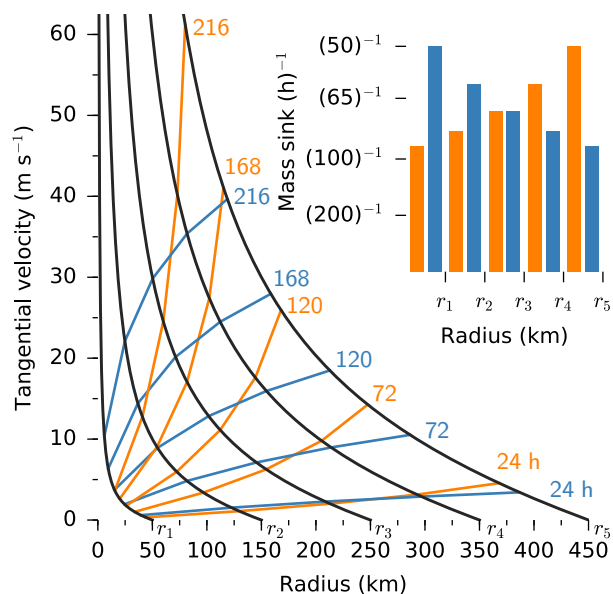 60
50
40
30
20
10
0
Tangential velocity (m s⁻¹)
0 50 100 150 200 250 300 350 400 450
Radius (km)
r₁ r₂ r₃ r₄ r₅
216
168
216
168
120
120
72
72
24 h
24 h
Mass sink (h)⁻¹
(50)⁻¹
(65)⁻¹
(100)⁻¹
(200)⁻¹
r₁ r₂ r₃ r₄ r₅
Radius (km)